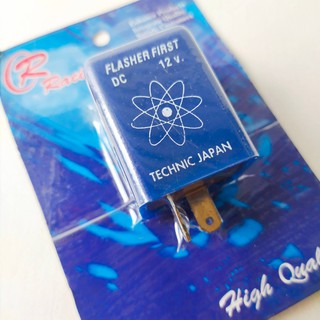 FLASHER FIRST
DC 12 v.
TECHNIC JAPAN
High Qual